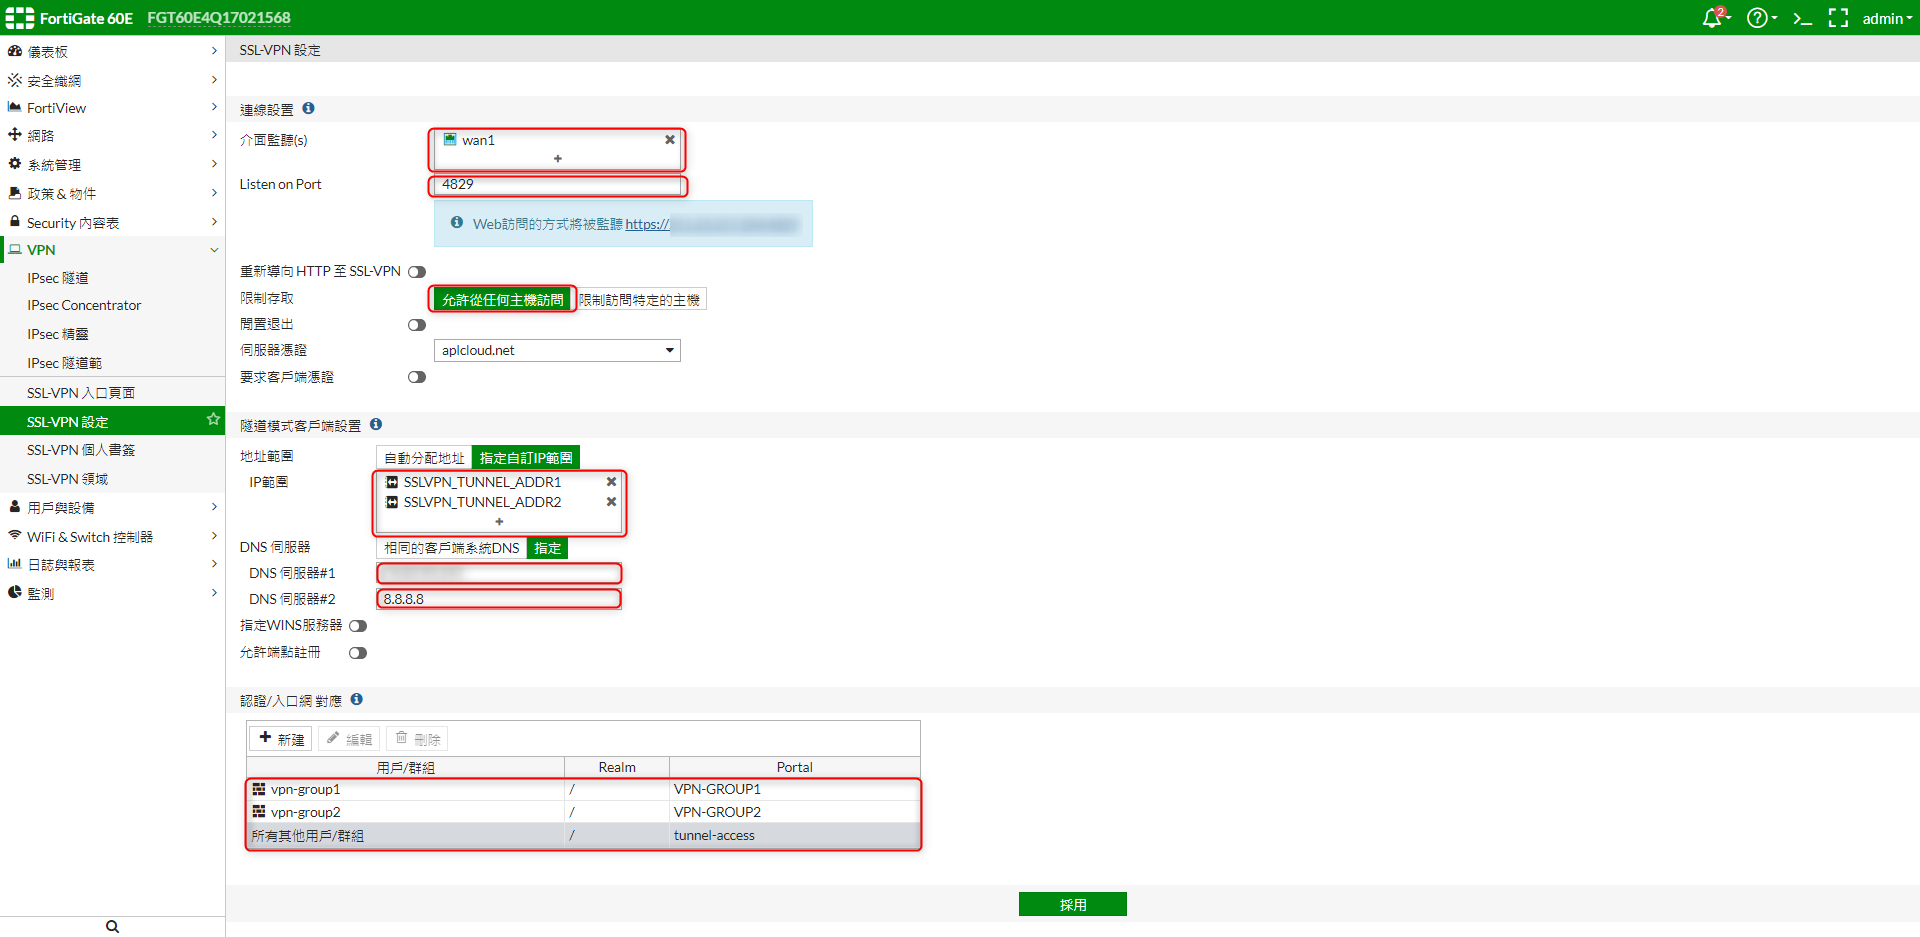 FortiGate 60E FGT60E4Q17021568
2
admin
儀表板
安全織網
FortiView
網路
系統管理
政策 & 物件
Security 內容表
VPN
IPsec 隧道
IPsec Concentrator
IPsec 精靈
IPsec 隧道範
SSL-VPN 入口頁面
SSL-VPN 設定
SSL-VPN 個人書簽
SSL-VPN 領域
用戶與設備
WiFi & Switch 控制器
日誌與報表
監測
SSL-VPN 設定
連線設置
介面監聽(s)
wan1
Listen on Port
4829
Web訪問的方式將被監聽 https://
重新導向 HTTP 至 SSL-VPN
限制存取
允許從任何主機訪問 限制訪問特定的主機
閒置退出
伺服器憑證
aplcloud.net
要求客戶端憑證
隧道模式客戶端設置
地址範圍
自動分配地址 指定自訂IP範圍
IP範圍
SSLVPN_TUNNEL_ADDR1
SSLVPN_TUNNEL_ADDR2
DNS 伺服器
相同的客戶端系統DNS 指定
DNS 伺服器#1
DNS 伺服器#2
8.8.8.8
指定WINS服務器
允許端點註冊
認證/入口網 對應
新建 編輯 刪除
用戶/群組 Realm Portal
vpn-group1 / VPN-GROUP1
vpn-group2 / VPN-GROUP2
所有其他用戶/群組 / tunnel-access
採用